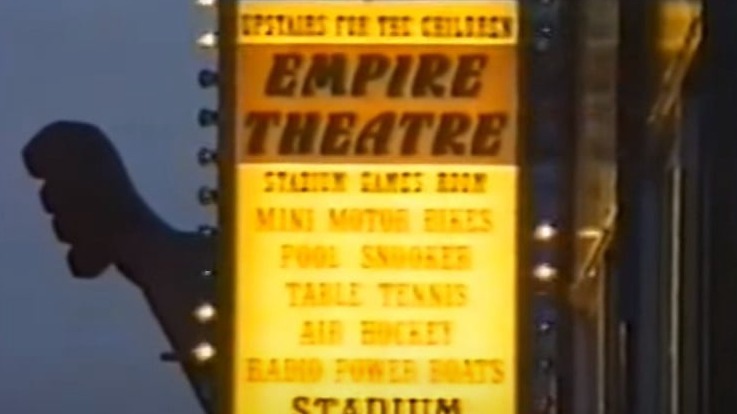 UPSTAIRS FOR THE CHILDREN
EMPIRE
THEATRE
STADIUM GAMES ROOM
MINI MOTOR BIKES
POOL SNOOKER
TABLE TENNIS
AIR HOCKEY
RADIO POWER BOATS
STADIUM